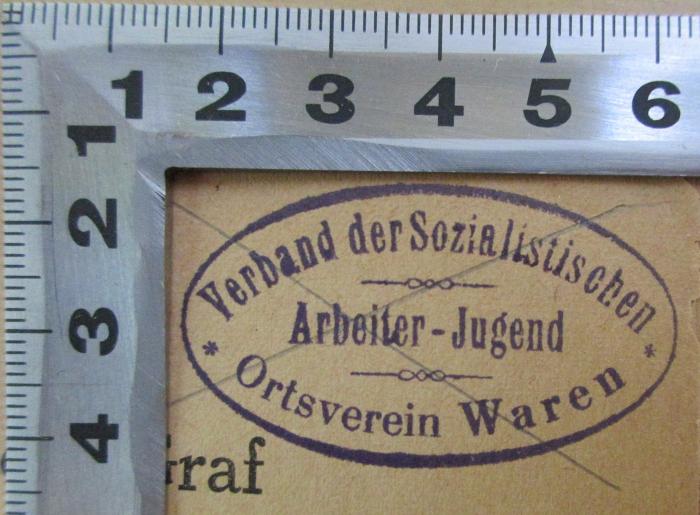 1 2 3 4 5 6
1
2
3
4
Verband der Sozialistischen
Arbeiter-Jugend
* Ortsverein Waren *
raf